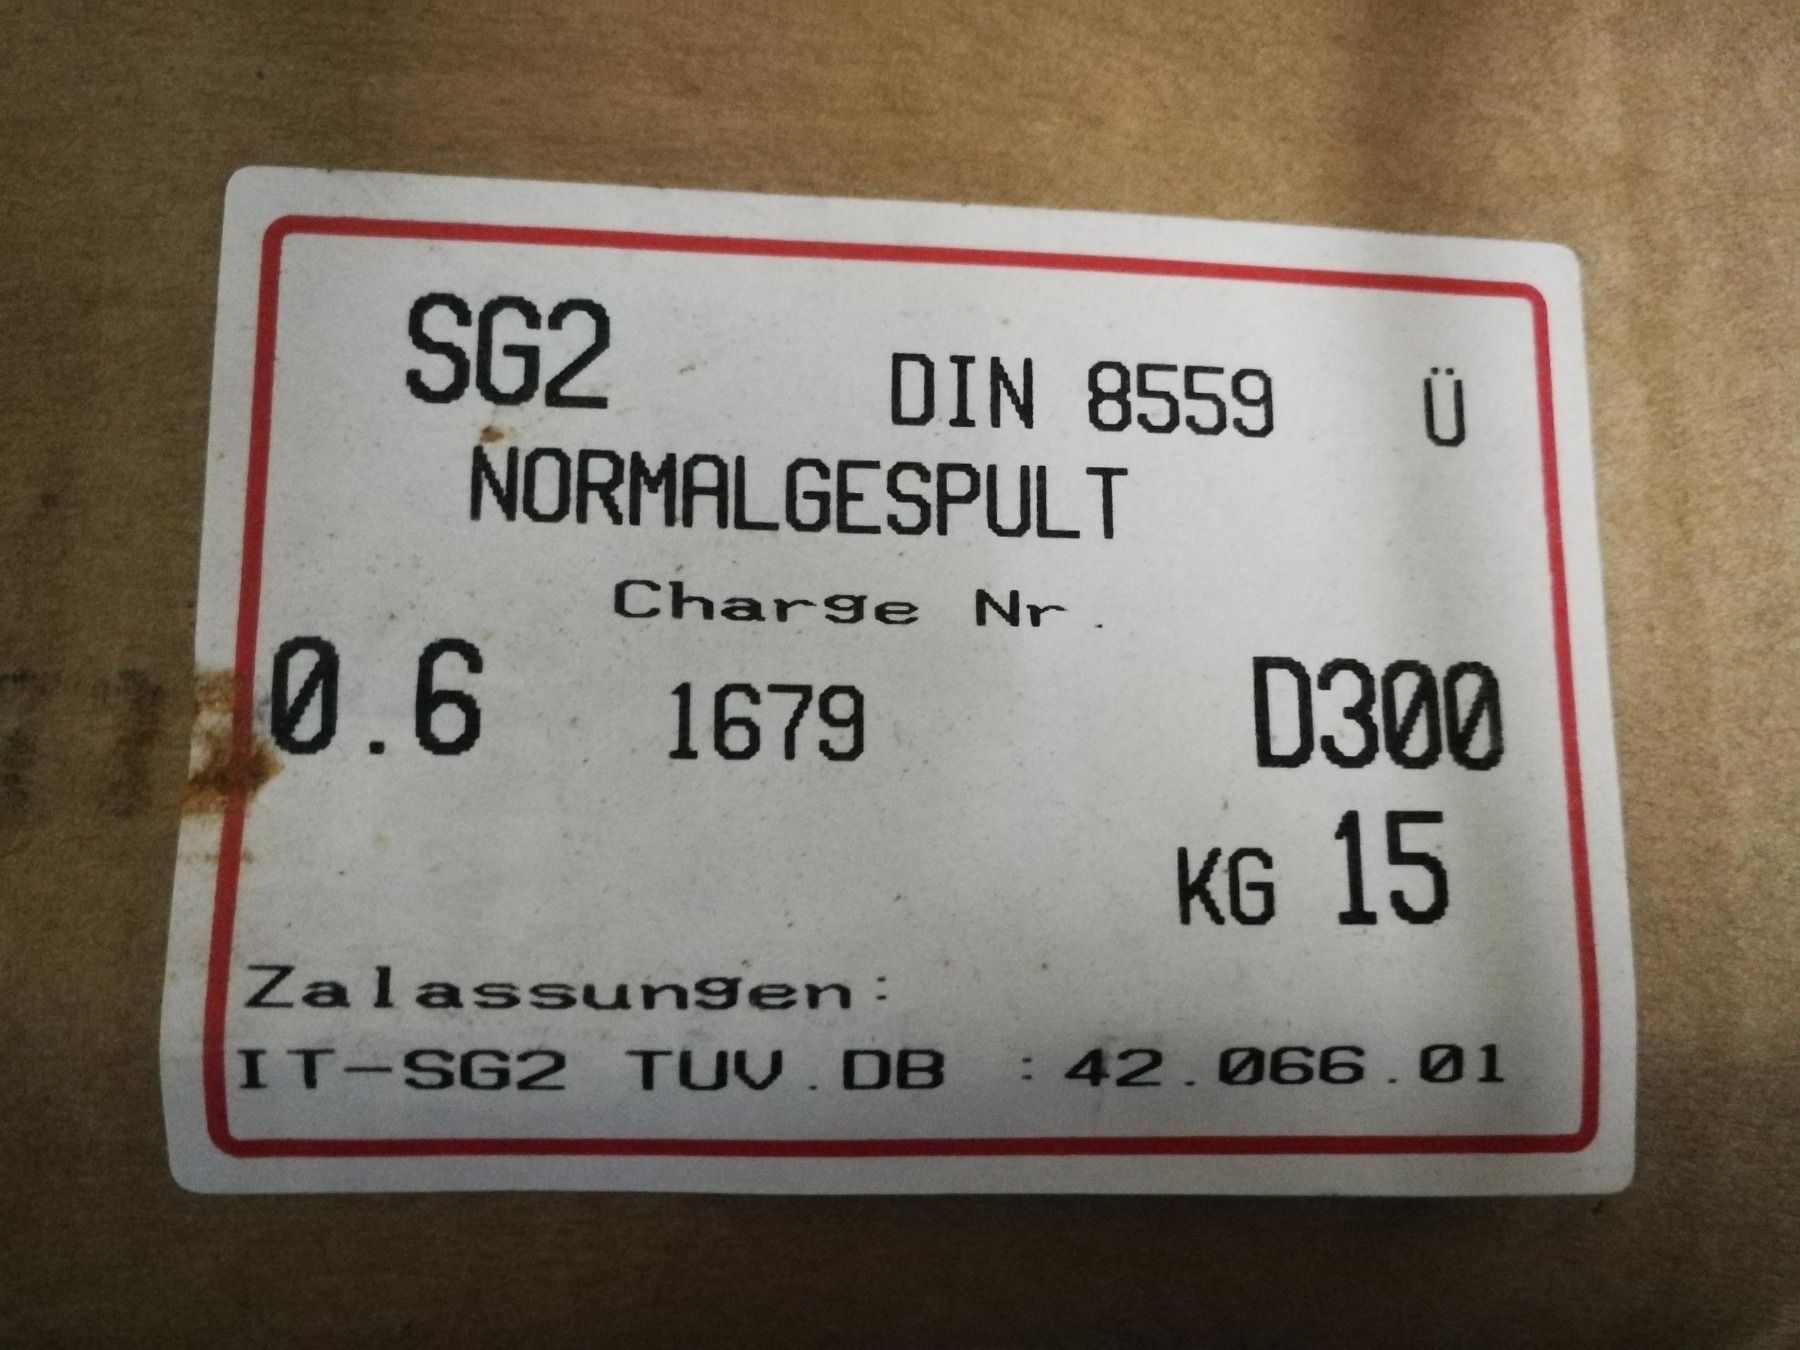 SG2 DIN 8559 Ü
NORMALGESPULT
Charge Nr.
0.6 1679 D300
KG 15
Zalassungen:
IT-SG2 TUV.DB :42.066.01